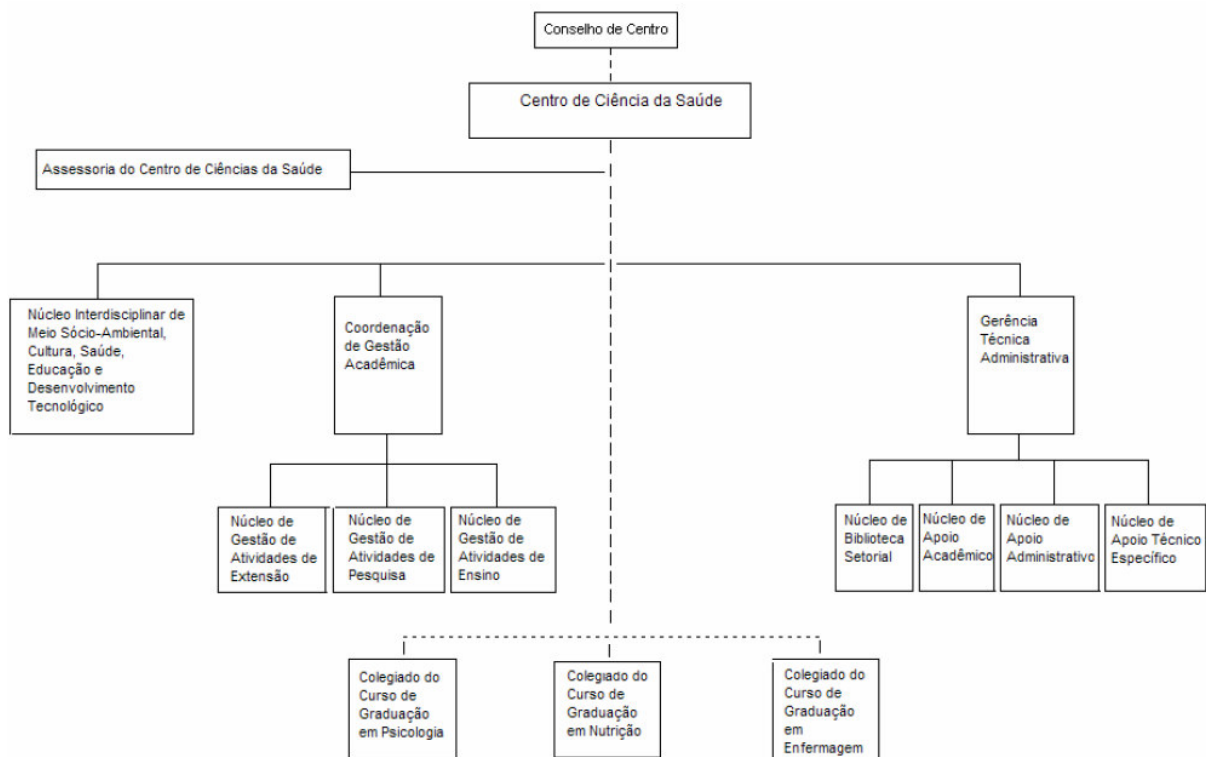 Conselho de Centro
Centro de Ciência da Saúde
Assessoria do Centro de Ciências da Saúde
Núcleo Interdisciplinar de
Meio Sócio-Ambiental,
Cultura, Saúde,
Educação e
Desenvolvimento
Tecnológico
Coordenação
de Gestão
Acadêmica
Gerência
Técnica
Administrativa
Núcleo de
Gestão de
Atividades de
Extensão
Núcleo de
Gestão de
Atividades de
Pesquisa
Núcleo de
Gestão de
Atividades de
Ensino
Núcleo de
Biblioteca
Setorial
Núcleo de
Apoio
Acadêmico
Núcleo de
Apoio
Administrativo
Núcleo de
Apoio Técnico
Específico
Colegiado do
Curso de
Graduação
em Psicologia
Colegiado do
Curso de
Graduação
em Nutrição
Colegiado do
Curso de
Graduação
em
Enfermagem